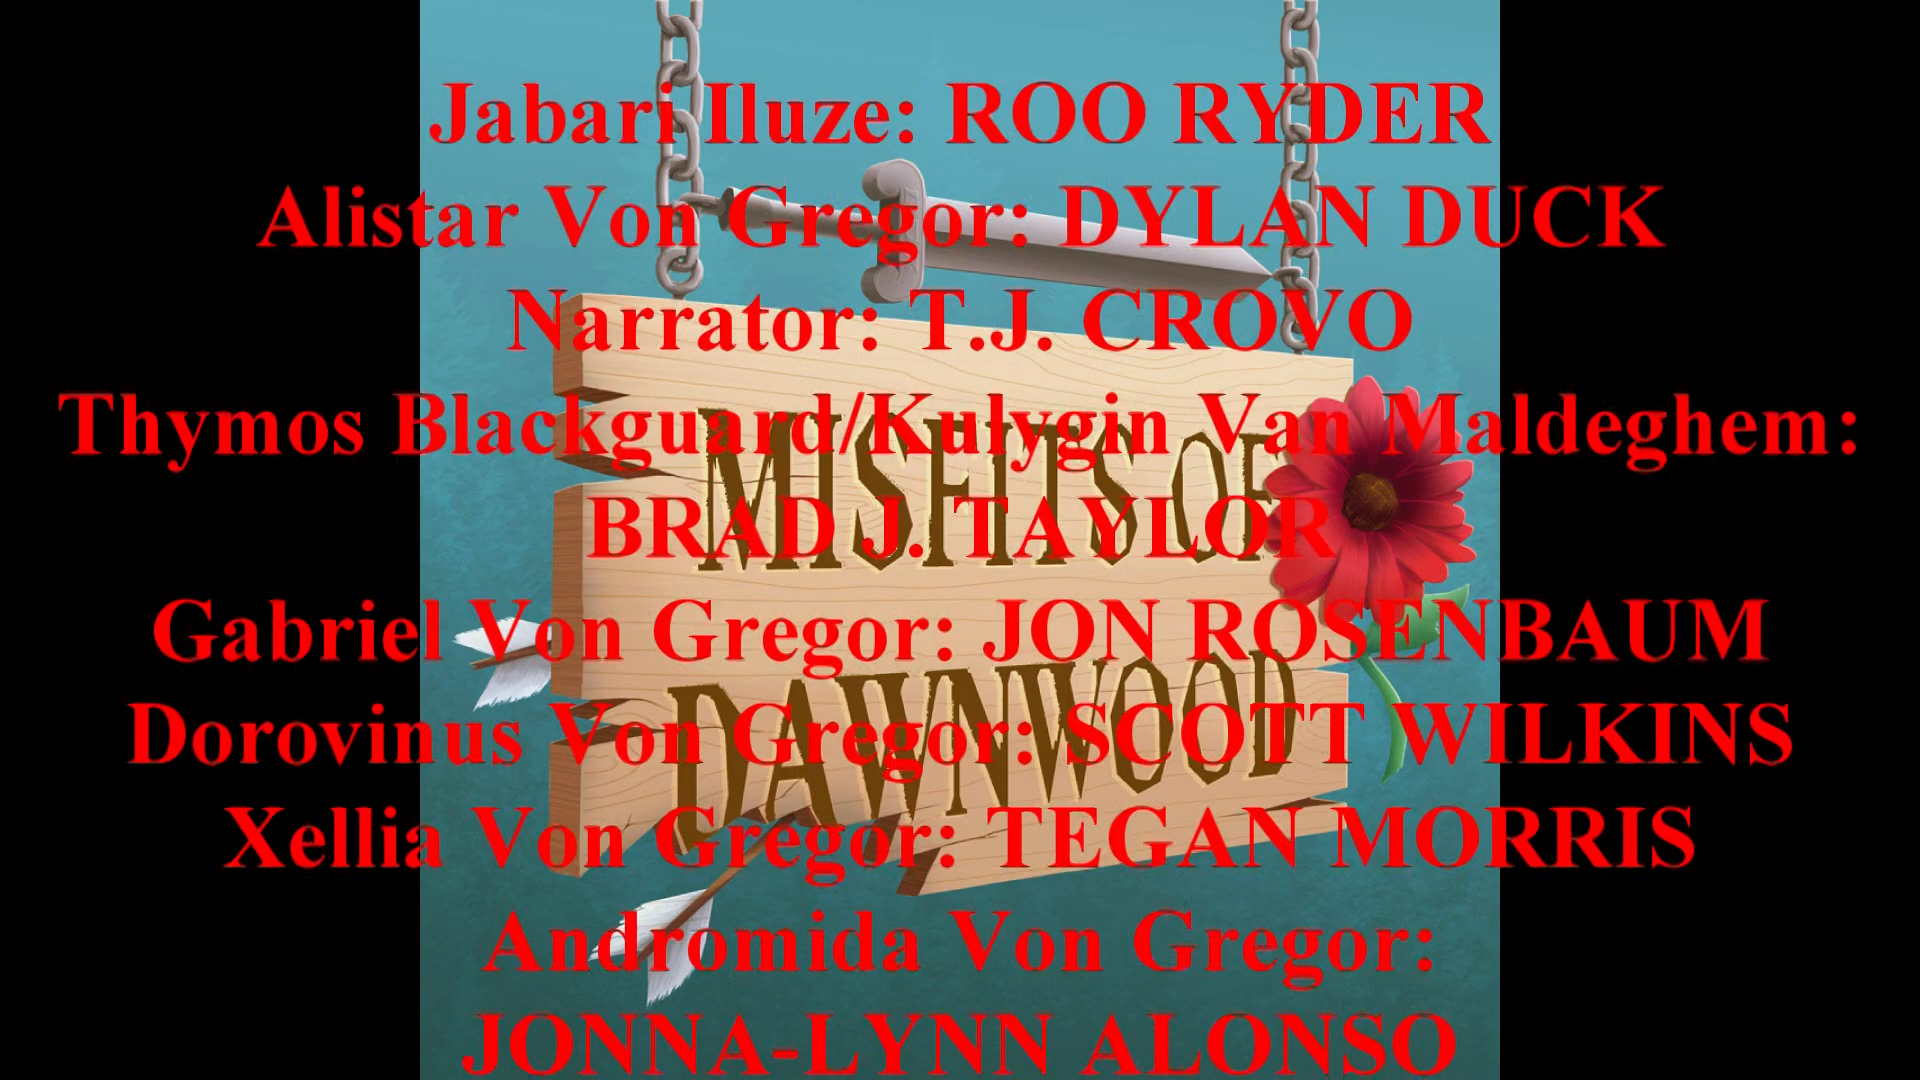 Jabari Iluze: ROO RYDER
Alistar Von Gregor: DYLAN DUCK
Narrator: T.J. CROVO
Thymos Blackguard/Kulygin Van Maldeghem:
BRAD J. TAYLOR
Gabriel Von Gregor: JON ROSENBAUM
Dorovinus Von Gregor: SCOTT WILKINS
Xellia Von Gregor: TEGAN MORRIS
Andromida Von Gregor:
JONNA-LYNN ALONSO
MISFITS OF
DAWNWOOD